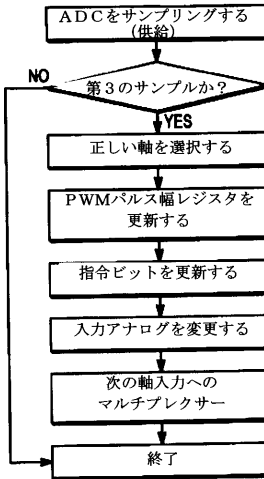 ADCをサンプリングする
(供給)
NO
第3のサンプルか?
YES
正しい軸を選択する
PWMパルス幅レジスタを
更新する
指令ビットを更新する
入力アナログを変更する
次の軸入力への
マルチプレクサー
終了